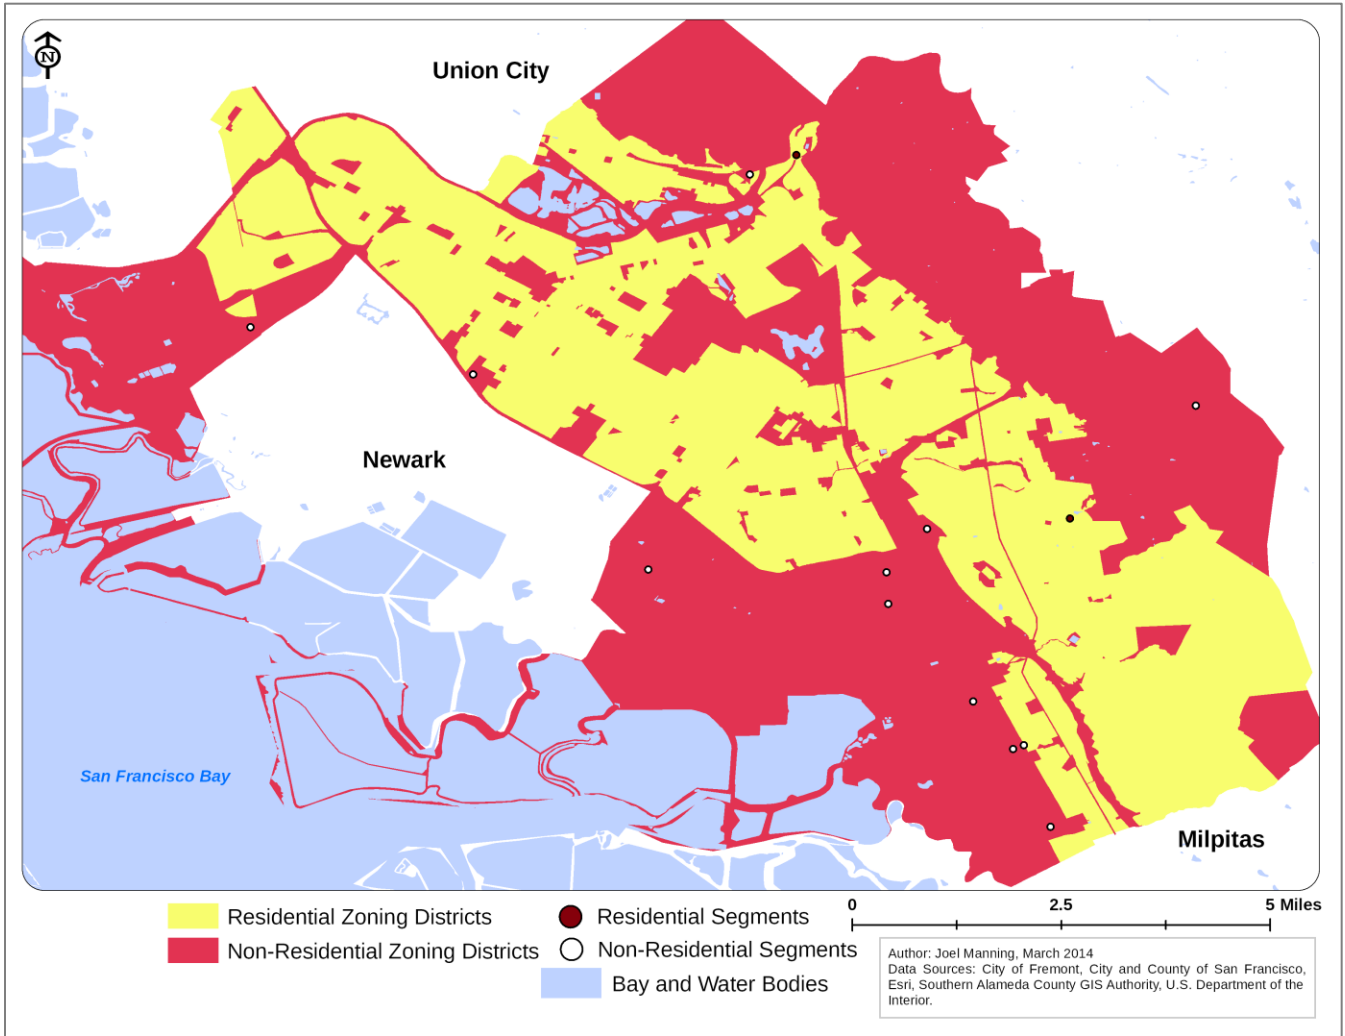 N
Union City
Newark
San Francisco Bay
Milpitas
Residential Zoning Districts
Non-Residential Zoning Districts
Residential Segments
Non-Residential Segments
Bay and Water Bodies
0 2.5 5 Miles
Author: Joel Manning, March 2014
Data Sources: City of Fremont, City and County of San Francisco,
Esri, Southern Alameda County GIS Authority, U.S. Department of the
Interior.